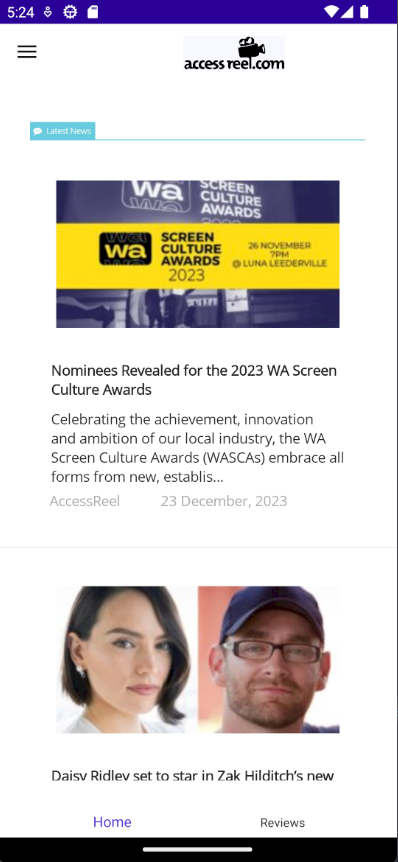 5:24
access reel.com
Latest News
wa
SCREEN
CULTURE
AWARDS
wa
SCREEN
CULTURE
AWARDS
2023
26 NOVEMBER
7PM
@ LUNA LEEDERVILLE
Nominees Revealed for the 2023 WA Screen
Culture Awards
Celebrating the achievement, innovation
and ambition of our local industry, the WA
Screen Culture Awards (WASCAs) embrace all
forms from new, establis...
AccessReel 23 December, 2023
Daisy Ridley set to star in Zak Hilditch’s new
Home Reviews